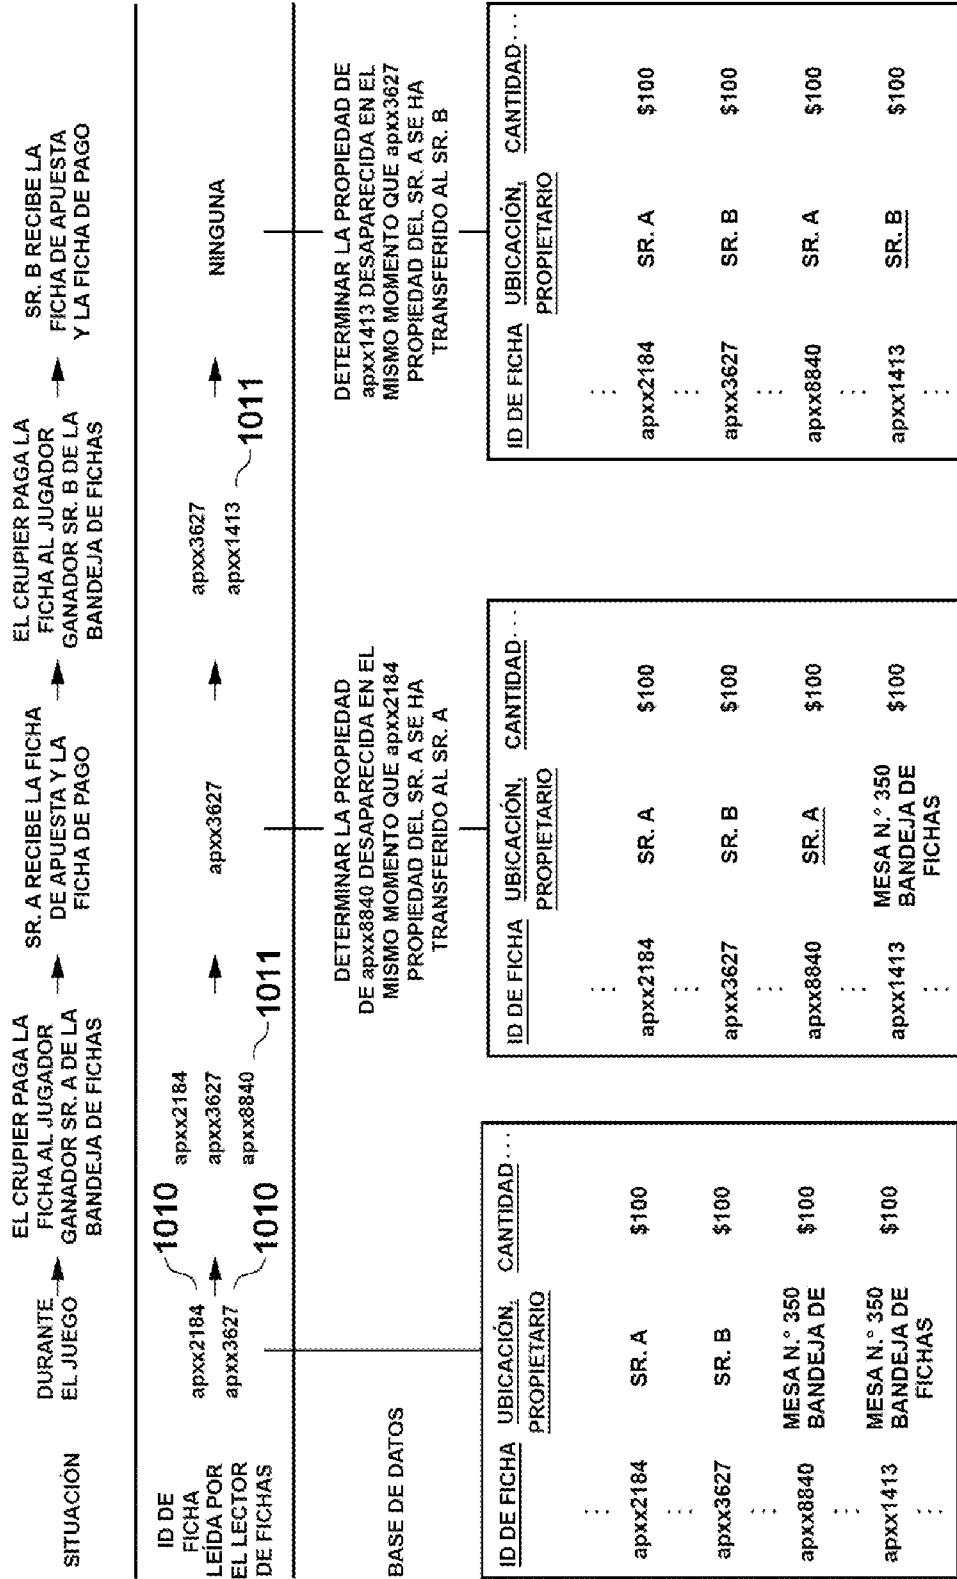 SITUACIÓN
DURANTE
EL JUEGO
EL CRUPIER PAGA LA
FICHA AL JUGADOR
GANADOR SR. A DE LA
BANDEJA DE FICHAS
SR. A RECIBE LA FICHA
DE APUESTA Y LA
FICHA DE PAGO
EL CRUPIER PAGA LA
FICHA AL JUGADOR
GANADOR SR. B DE LA
BANDEJA DE FICHAS
SR. B RECIBE LA
FICHA DE APUESTA
Y LA FICHA DE PAGO
ID DE
FICHA
LEÍDA POR
EL LECTOR
DE FICHAS
1010
apxx2184
apxx3627
1010
apxx2184
apxx3627
apxx8840
1011
apxx3627
apxx3627
apxx1413
1011
NINGUNA
BASE DE DATOS
DETERMINAR LA PROPIEDAD
DE apxx8840 DESAPARECIDA EN EL
MISMO MOMENTO QUE apxx2184
PROPIEDAD DEL SR. A SE HA
TRANSFERIDO AL SR. A
DETERMINAR LA PROPIEDAD DE
apxx1413 DESAPARECIDA EN EL
MISMO MOMENTO QUE apxx3627
PROPIEDAD DEL SR. A SE HA
TRANSFERIDO AL SR. B
ID DE FICHA UBICACIÓN, CANTIDAD...
PROPIETARIO
:
apxx2184 SR. A $100
:
apxx3627 SR. B $100
:
apxx8840 MESA N.° 350 $100
BANDEJA DE
:
apxx1413 MESA N.° 350 $100
BANDEJA DE
FICHAS
:
ID DE FICHA UBICACIÓN, CANTIDAD...
PROPIETARIO
:
apxx2184 SR. A $100
:
apxx3627 SR. B $100
:
apxx8840 SR. A $100
:
apxx1413 MESA N.° 350 $100
BANDEJA DE
FICHAS
:
ID DE FICHA UBICACIÓN, CANTIDAD...
PROPIETARIO
:
apxx2184 SR. A $100
:
apxx3627 SR. B $100
:
apxx8840 SR. A $100
:
apxx1413 SR. B $100
: